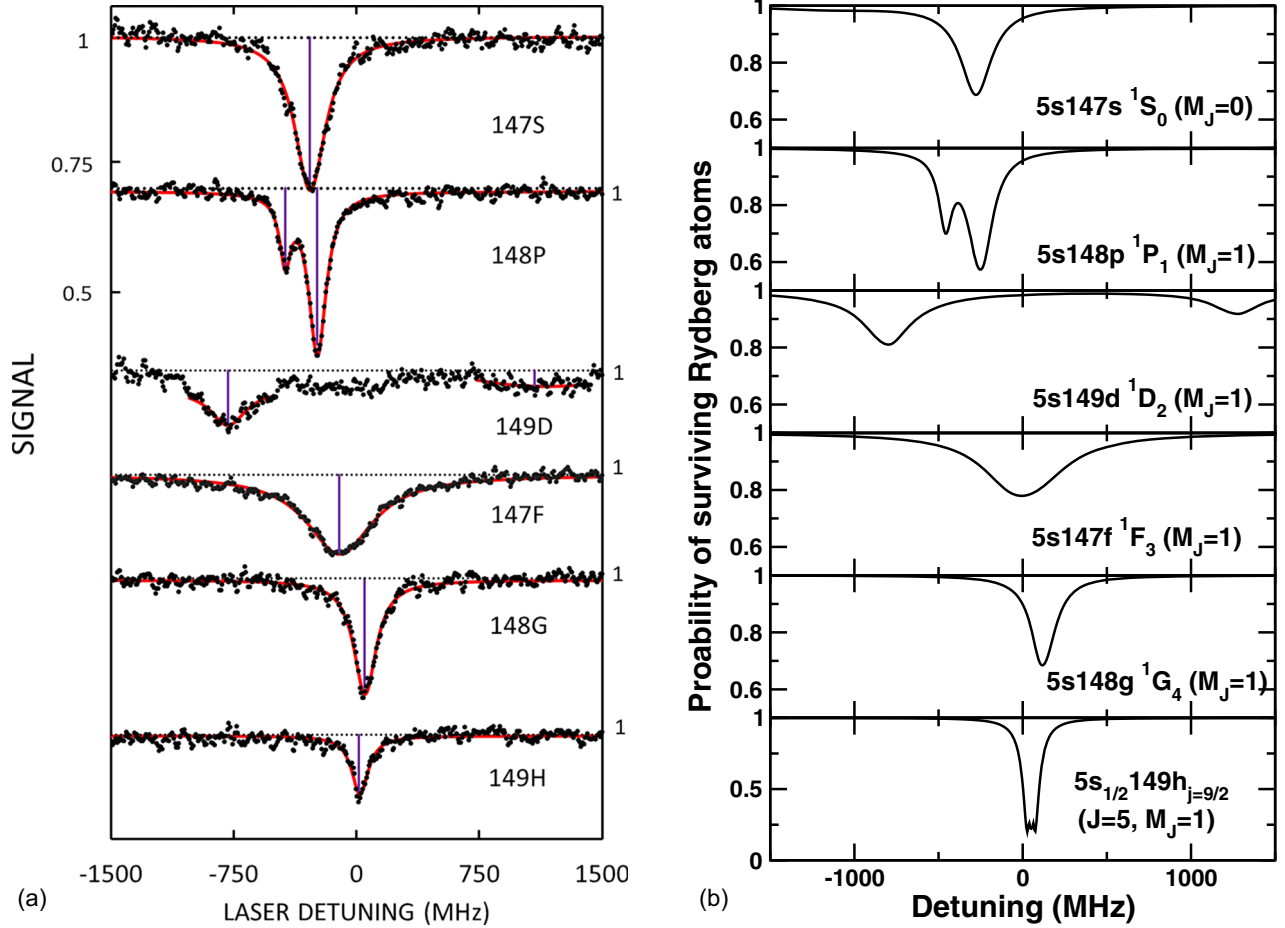 1
147S
0.75
1
148P
0.5
1
149D
1
147F
1
148G
1
149H
SIGNAL
-1500 -750 0 750 1500
LASER DETUNING (MHz)
(a)
1
0.8
0.6
5s147s ¹S₀ (M_J=0)
1
0.8
0.6
5s148p ¹P₁ (M_J=1)
1
0.8
0.6
5s149d ¹D₂ (M_J=1)
1
0.8
0.6
5s147f ¹F₃ (M_J=1)
1
0.8
0.6
5s148g ¹G₄ (M_J=1)
1
0.5
0
5s₁/₂149h_j=9/2
(J=5, M_J=1)
Proability of surviving Rydberg atoms
-1000 0 1000
Detuning (MHz)
(b)